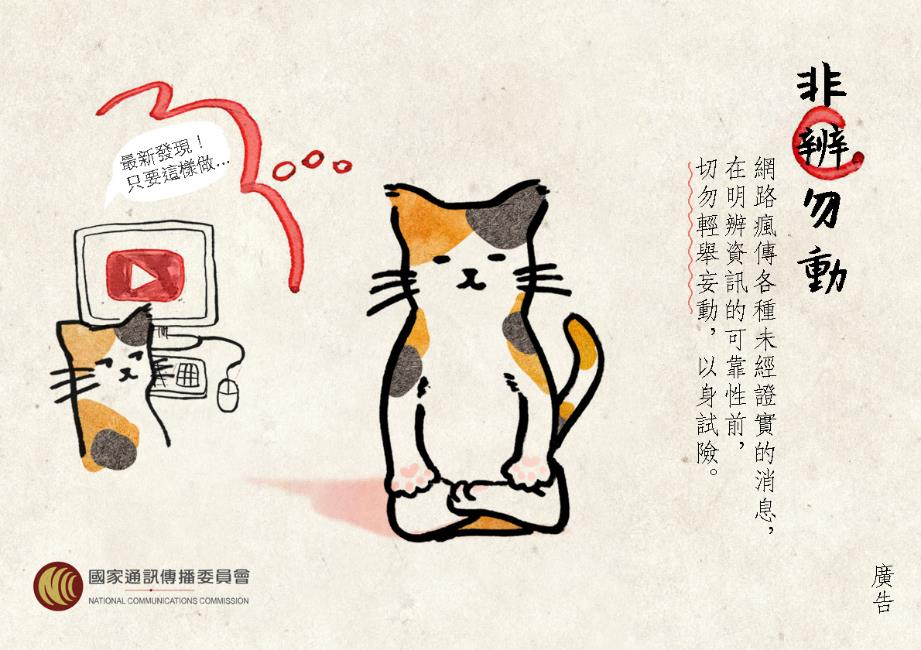 非辨勿動
網路瘋傳各種未經證實的消息，
在明辨資訊的可靠性前，
切勿輕舉妄動，以身試險。
最新發現！
只要這樣做...
國家通訊傳播委員會
NATIONAL COMMUNICATIONS COMMISSION
廣告